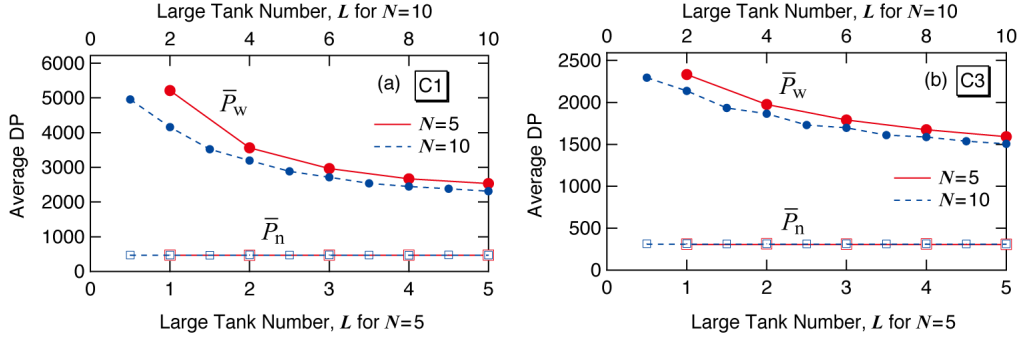 Large Tank Number, L for N=10
0 2 4 6 8 10
6000
5000
4000
3000
2000
1000
0
Average DP
(a) C1
P̅w
N=5
N=10
P̅n
0 1 2 3 4 5
Large Tank Number, L for N=5
Large Tank Number, L for N=10
0 2 4 6 8 10
2500
2000
1500
1000
500
0
Average DP
(b) C3
P̅w
N=5
N=10
P̅n
0 1 2 3 4 5
Large Tank Number, L for N=5